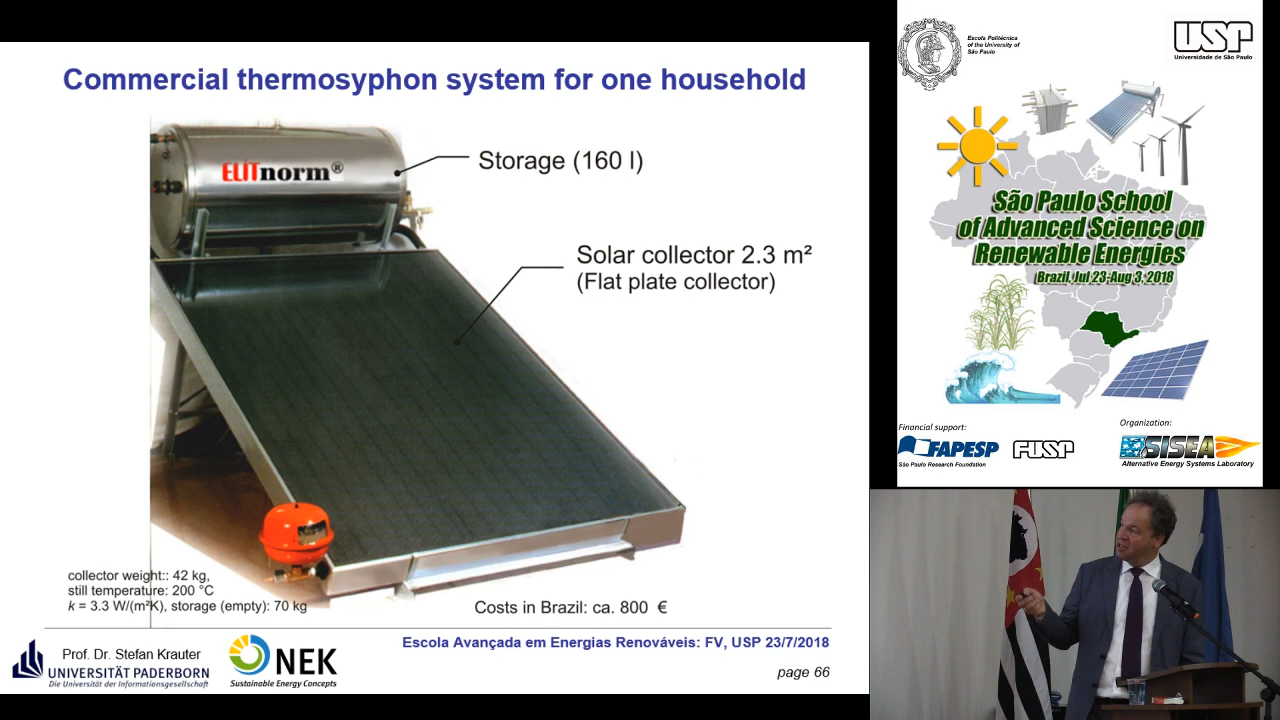 Commercial thermosyphon system for one household
ELITnorm®
Storage (160 l)
Solar collector 2.3 m²
(Flat plate collector)
collector weight:: 42 kg,
still temperature: 200 °C
k = 3.3 W/(m²K), storage (empty): 70 kg
Costs in Brazil: ca. 800 €
Prof. Dr. Stefan Krauter
UNIVERSITÄT PADERBORN
Die Universität der Informationsgesellschaft
NEK
Sustainable Energy Concepts
Escola Avançada em Energias Renováveis: FV, USP 23/7/2018
page 66
Escola Politécnica
of the University of
São Paulo
USP
Universidade de São Paulo
São Paulo School
of Advanced Science on
Renewable Energies
Brazil, Jul 23-Aug 3, 2018
Financial support:
FAPESP
São Paulo Research Foundation
FUSP
Organization:
SISEA
Alternative Energy Systems Laboratory